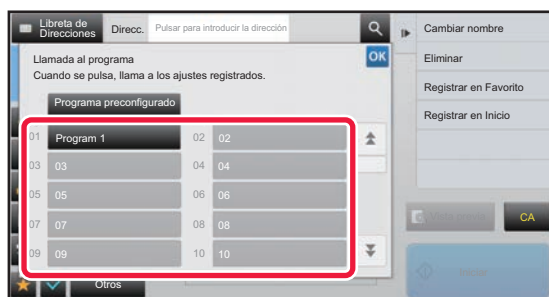 Libreta de
Direcciones
Direcc.
Pulsar para introducir la dirección
Cambiar nombre
Llamada al programa
OK
Eliminar
Cuando se pulsa, llama a los ajustes registrados.
Registrar en Favorito
Programa preconfigurado
Registrar en Inicio
01 Program 1 02 02
03 03 04 04
05 05 06 06
07 07 08 08
CA
09 09 10 10
Otros